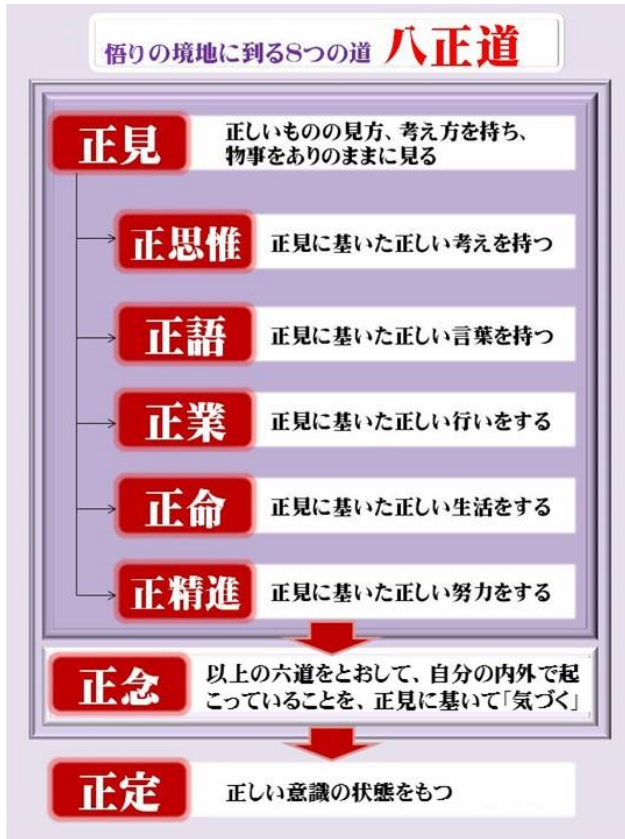 悟りの境地に到る8つの道 八正道
正見
正しいものの見方、考え方を持ち、
物事をありのままに見る
正思惟
正見に基いた正しい考えを持つ
正語
正見に基いた正しい言葉を持つ
正業
正見に基いた正しい行いをする
正命
正見に基いた正しい生活をする
正精進
正見に基いた正しい努力をする
正念
以上の六道をとおして、自分の内外で起
こっていることを、正見に基いて「気づく」
正定
正しい意識の状態をもつ